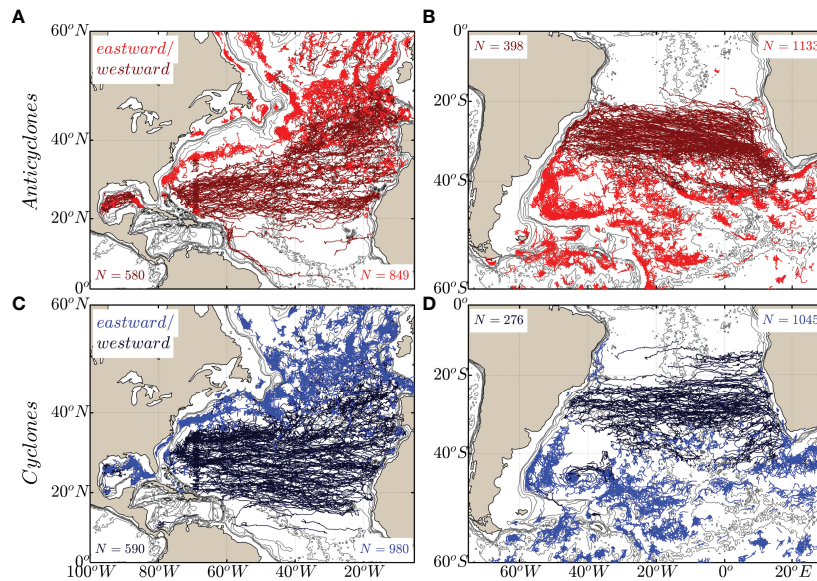 A
B
60°N
40°N
20°N
0°
Anticyclones
eastward/
westward
N = 580
N = 849
0°
20°S
40°S
60°S
N = 398
N = 1133
C
D
60°N
40°N
20°N
0°
Cyclones
eastward/
westward
N = 590
N = 980
0°
20°S
40°S
60°S
N = 276
N = 1045
100°W 80°W 60°W 40°W 20°W
60°W 40°W 20°W 0° 20°E